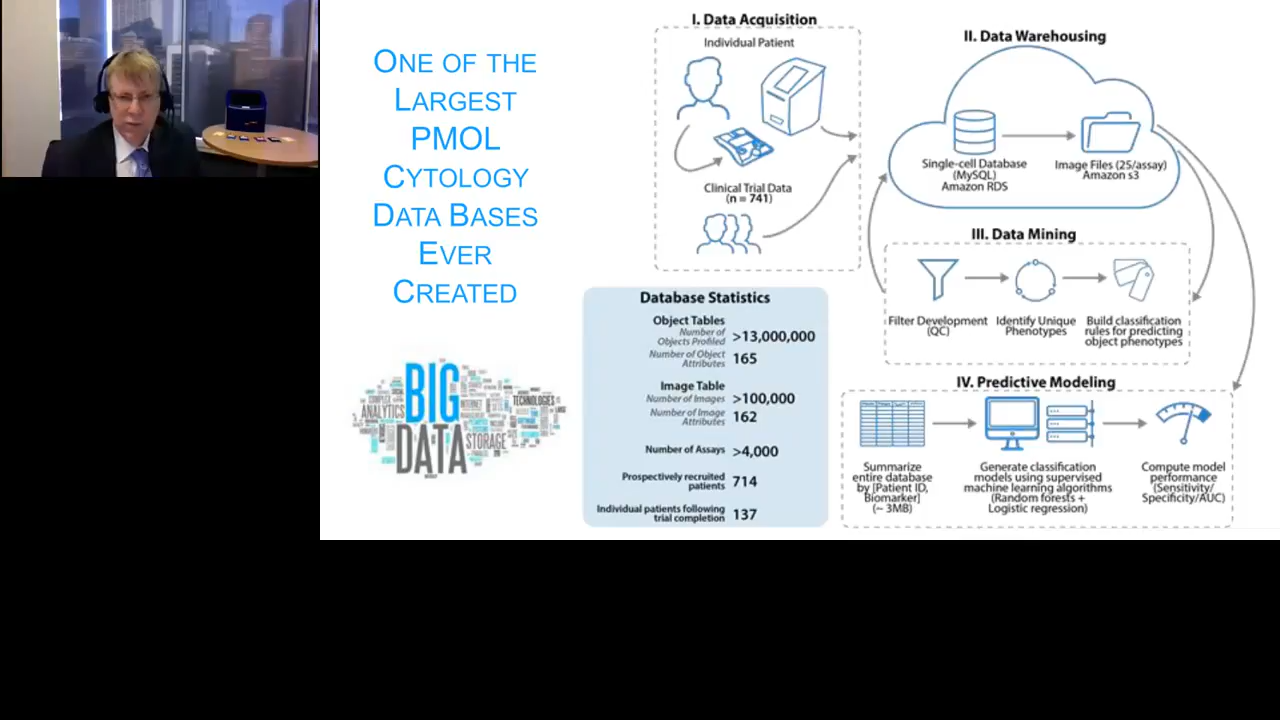 ONE OF THE
LARGEST
PMOL
CYTOLOGY
DATA BASES
EVER
CREATED
BIG
DATA
ANALYTICS
TECHNOLOGIES
STORAGE
I. Data Acquisition
Individual Patient
Clinical Trial Data
(n = 741)
II. Data Warehousing
Single-cell Database
(MySQL)
Amazon RDS
Image Files (25/assay)
Amazon s3
III. Data Mining
Filter Development
(QC)
Identify Unique
Phenotypes
Build classification
rules for predicting
object phenotypes
Database Statistics
Object Tables
Number of
Objects Profiled >13,000,000
Number of Object
Attributes 165
Image Table
Number of Images >100,000
Number of Image
Attributes 162
Number of Assays >4,000
Prospectively recruited
patients 714
Individual patients following
trial completion 137
IV. Predictive Modeling
Summarize
entire database
by [Patient ID,
Biomarker]
(~ 3MB)
Generate classification
models using supervised
machine learning algorithms
(Random forests +
Logistic regression)
Compute model
performance
(Sensitivity/
Specificity/AUC)